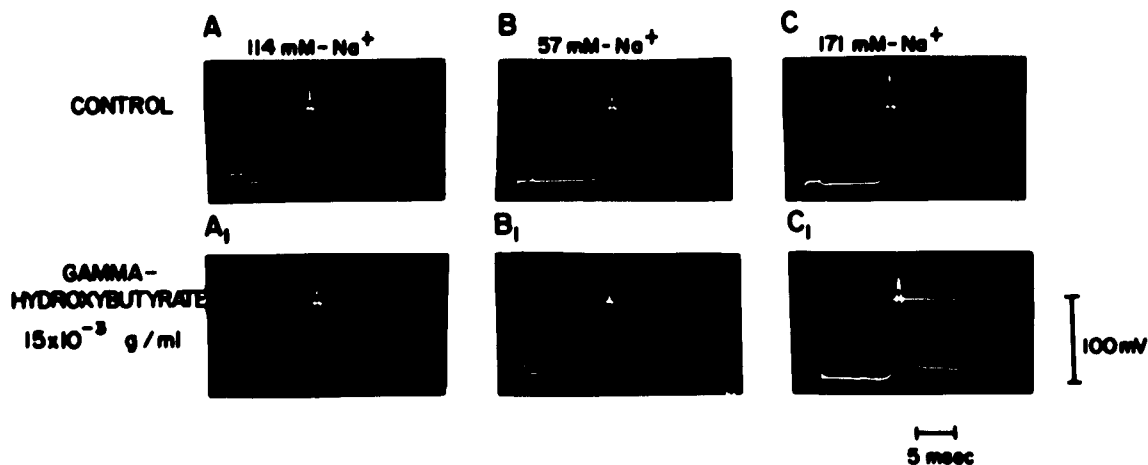 A
114 mM-Na+
B
57 mM-Na+
C
171 mM-Na+
CONTROL
A1
B1
C1
GAMMA-
HYDROXYBUTYRATE
15x10-3 g/ml
100mV
5 msec